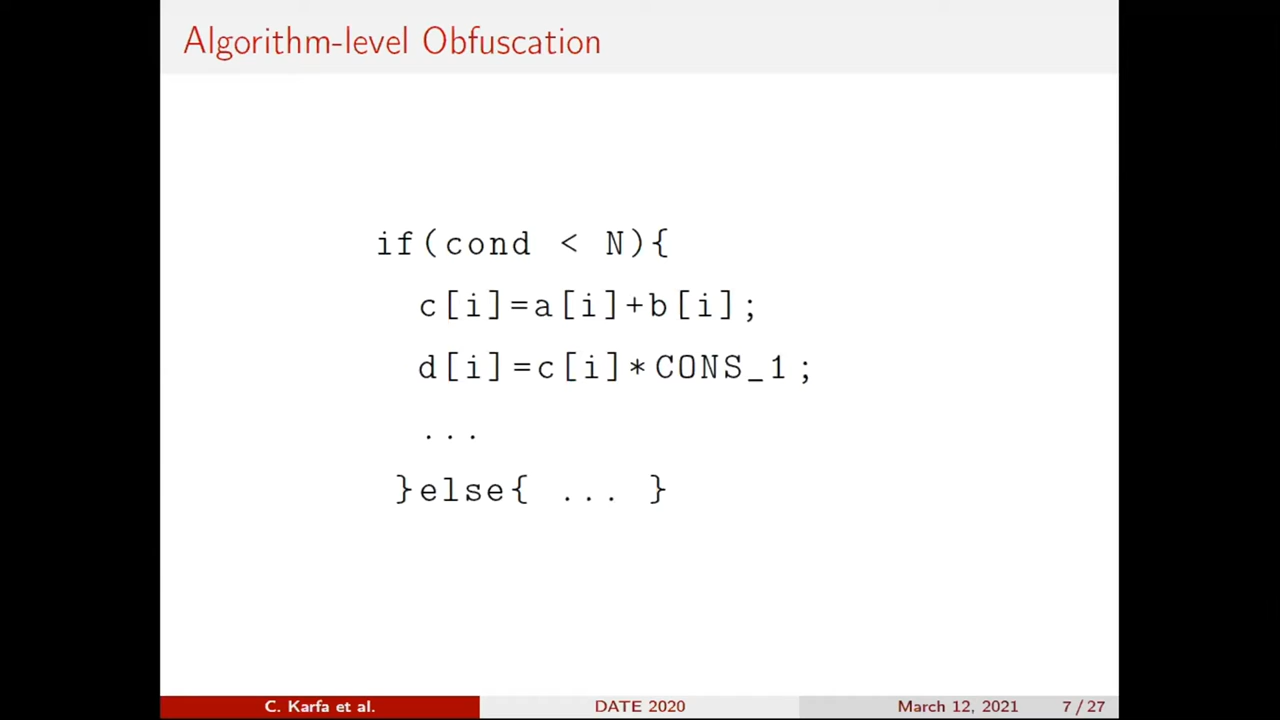 Algorithm-level Obfuscation
if(cond < N){
c[i]=a[i]+b[i];
d[i]=c[i]*CONS_1;
...
}else{ ... }
C. Karfa et al. DATE 2020 March 12, 2021 7 / 27